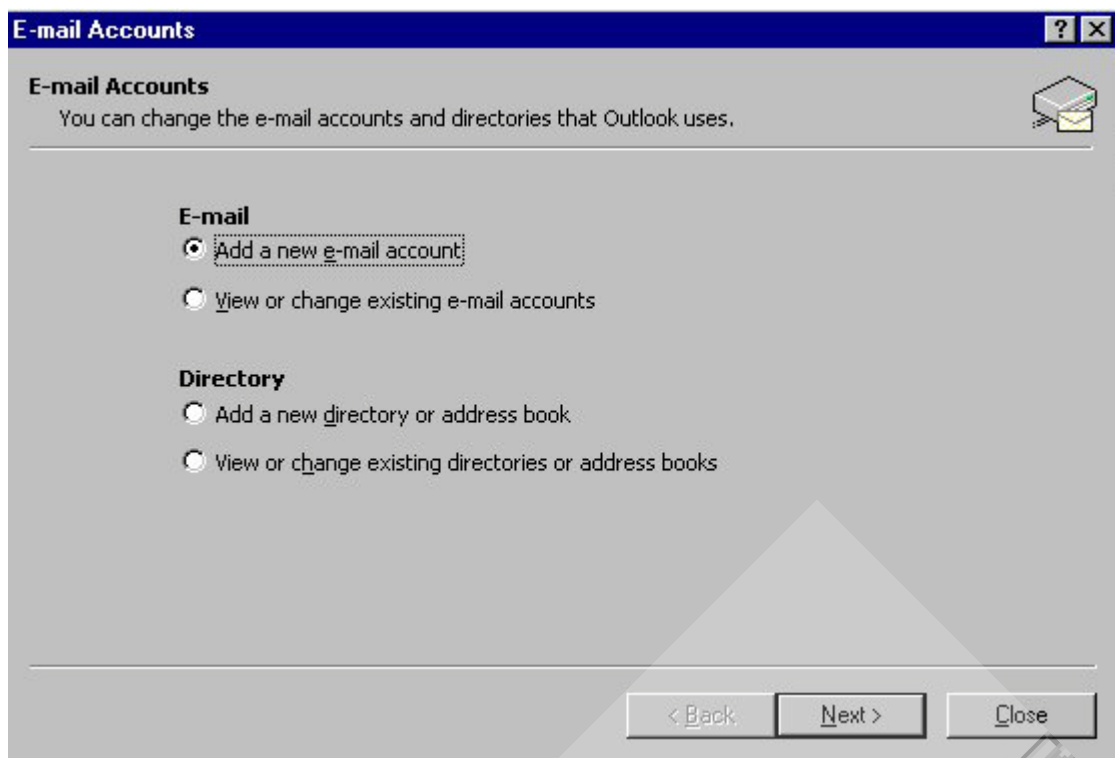 E-mail Accounts
E-mail Accounts
You can change the e-mail accounts and directories that Outlook uses.
E-mail
Add a new e-mail account
View or change existing e-mail accounts
Directory
Add a new directory or address book
View or change existing directories or address books
< Back Next > Close